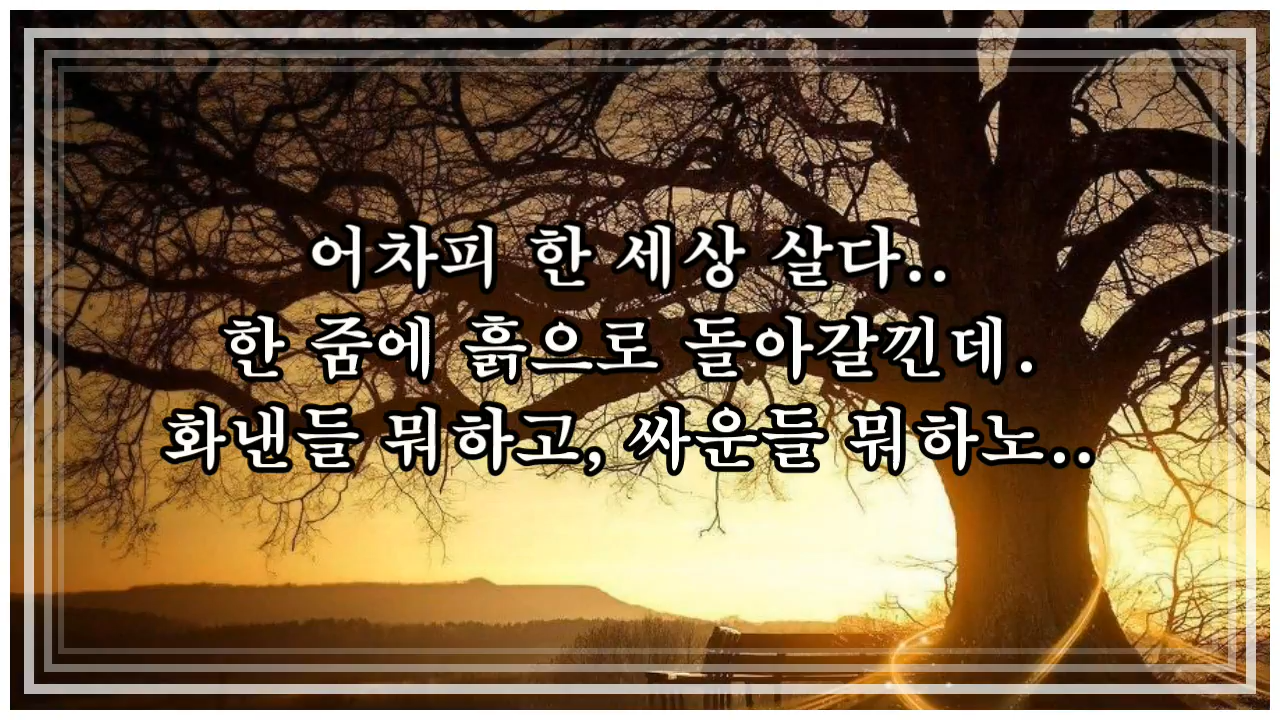 어차피 한 세상 살다..
한 줌에 흙으로 돌아갈낀데.
화낸들 뭐하고, 싸운들 뭐하노..